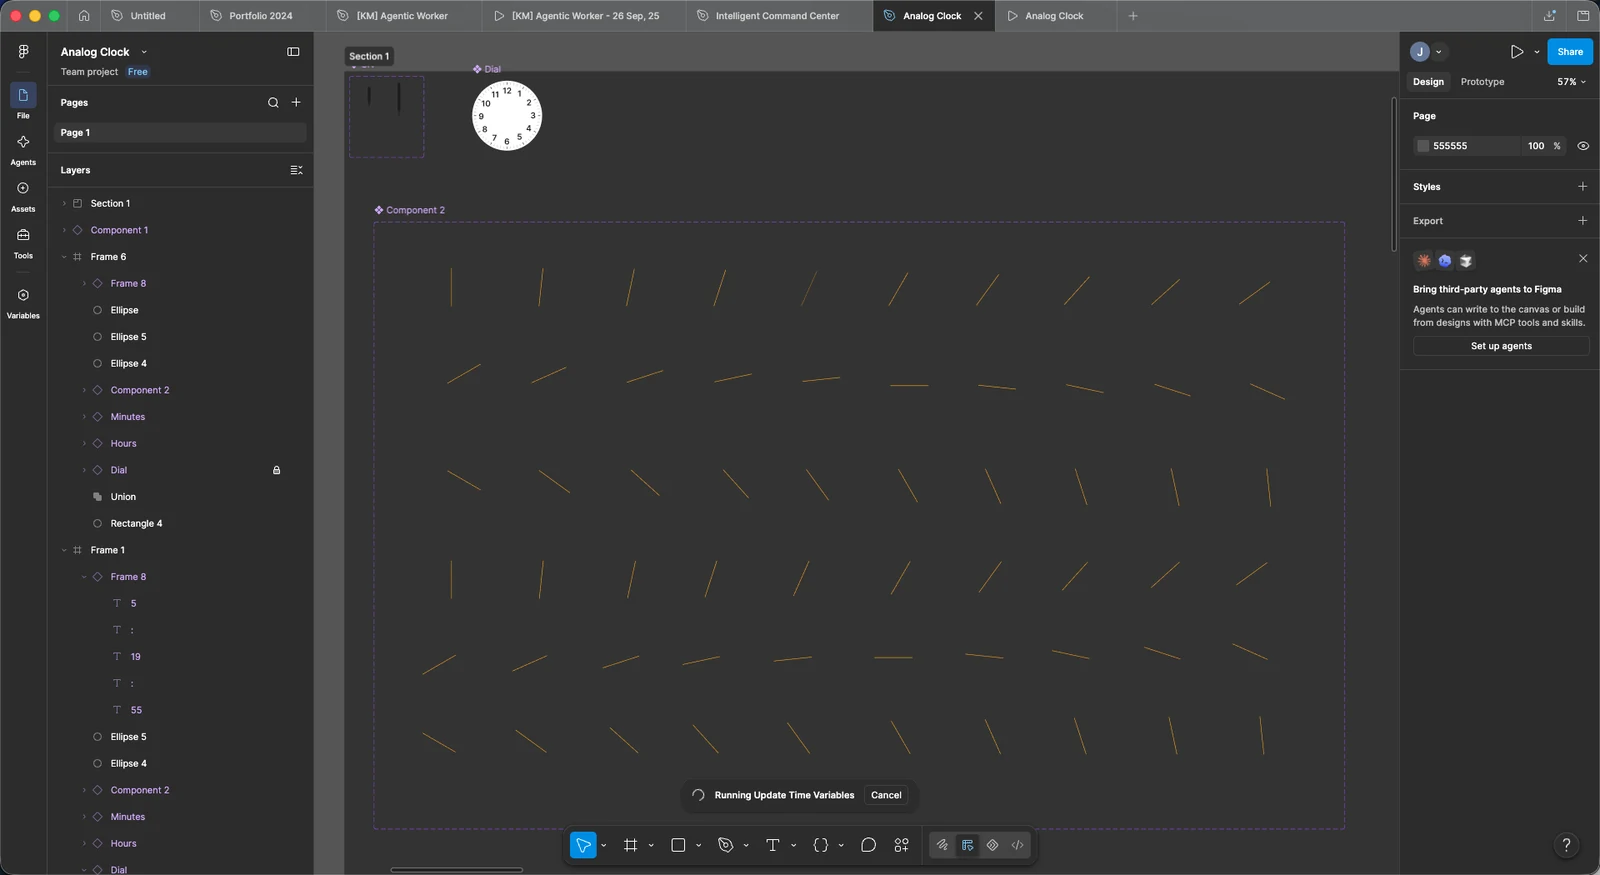 Untitled
Portfolio 2024
[KM] Agentic Worker
[KM] Agentic Worker - 26 Sep, 25
Intelligent Command Center
Analog Clock
Analog Clock
File
Agents
Assets
Tools
Variables
Analog Clock
Team project Free
Pages
Page 1
Layers
Section 1
Component 1
Frame 6
Frame 8
Ellipse
Ellipse 5
Ellipse 4
Component 2
Minutes
Hours
Dial
Union
Rectangle 4
Frame 1
Frame 8
T 5
T :
T 19
T :
T 55
Ellipse 5
Ellipse 4
Component 2
Minutes
Hours
Dial
Section 1
Dial
12
1
2
3
4
5
6
7
8
9
10
11
Component 2
Running Update Time Variables Cancel
J
Share
Design Prototype 57%
Page
555555 100 %
Styles
Export
Bring third-party agents to Figma
Agents can write to the canvas or build
from designs with MCP tools and skills.
Set up agents
?